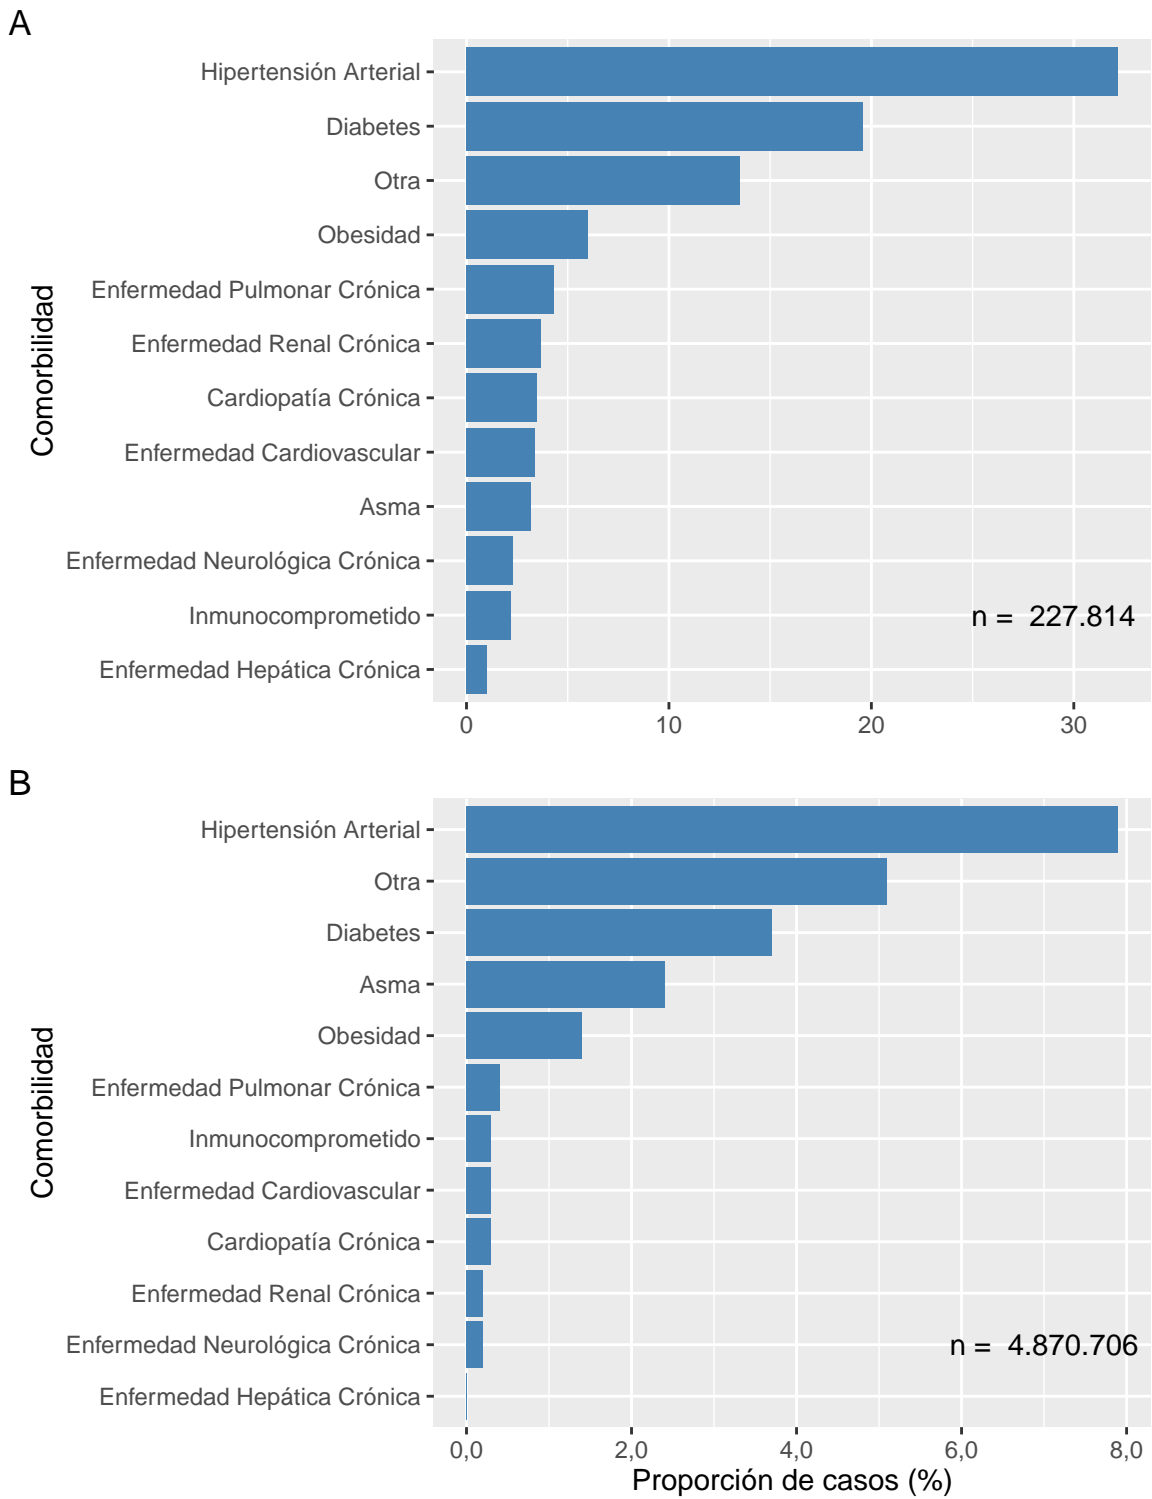 A
Comorbilidad
Hipertensión Arterial
Diabetes
Otra
Obesidad
Enfermedad Pulmonar Crónica
Enfermedad Renal Crónica
Cardiopatía Crónica
Enfermedad Cardiovascular
Asma
Enfermedad Neurológica Crónica
Inmunocomprometido
Enfermedad Hepática Crónica
n = 227.814
0 10 20 30
B
Comorbilidad
Hipertensión Arterial
Otra
Diabetes
Asma
Obesidad
Enfermedad Pulmonar Crónica
Inmunocomprometido
Enfermedad Cardiovascular
Cardiopatía Crónica
Enfermedad Renal Crónica
Enfermedad Neurológica Crónica
Enfermedad Hepática Crónica
n = 4.870.706
0,0 2,0 4,0 6,0 8,0
Proporción de casos (%)